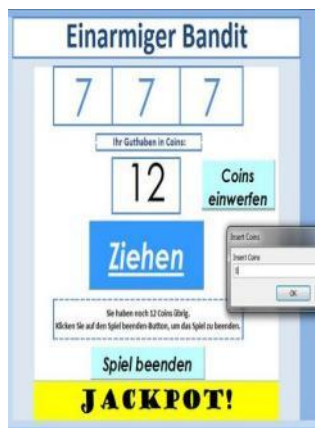 Einarmiger Bandit
7 7 7
Ihr Guthaben in Coins:
12
Coins
einwerfen
Ziehen
Insert Coins
Insert Coins
OK
Sie haben noch 12 Coins übrig.
Klicken Sie auf den Spiel beenden-Button, um das Spiel zu beenden.
Spiel beenden
JACKPOT!